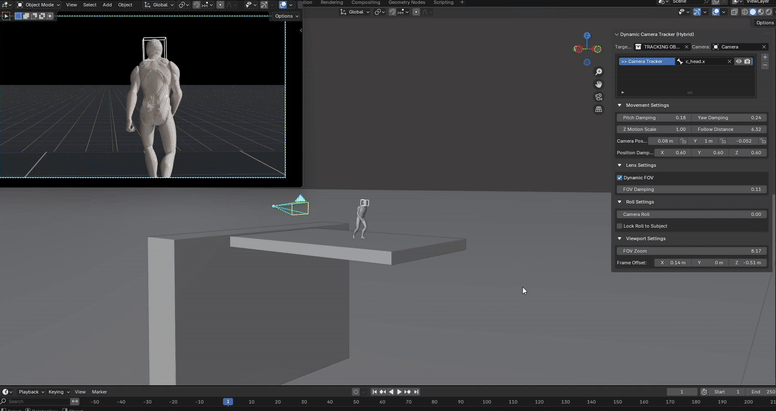 Object Mode View Select Add Object Global
Options
Rendering Compositing Geometry Nodes Scripting + Scene ViewLayer
Global
Options
Dynamic Camera Tracker (Hybrid)
Targe... TRACKING OB... Camera: Camera
>> Camera Tracker c_head.x
Movement Settings
Pitch Damping 0.18 Yaw Damping 0.24
Z Motion Scale 1.00 Follow Distance 6.32
Camera Pos... 0.08 m Y 1 m -0.052
Position Damp... X 0.60 Y 0.60 Z 0.60
Lens Settings
Dynamic FOV
FOV Damping 0.11
Roll Settings
Camera Roll 0.00
Lock Roll to Subject
Viewport Settings
FOV Zoom 8.17
Frame Offset: X 0.14 m Y 0 m Z -0.51 m
Playback Keying View Marker 1 Start 1 End 250
Search -50 -40 -30 -20 -10 1 10 20 30 40 50 60 70 80 90 100 110 120 130 140 150 160 170 180 190 200